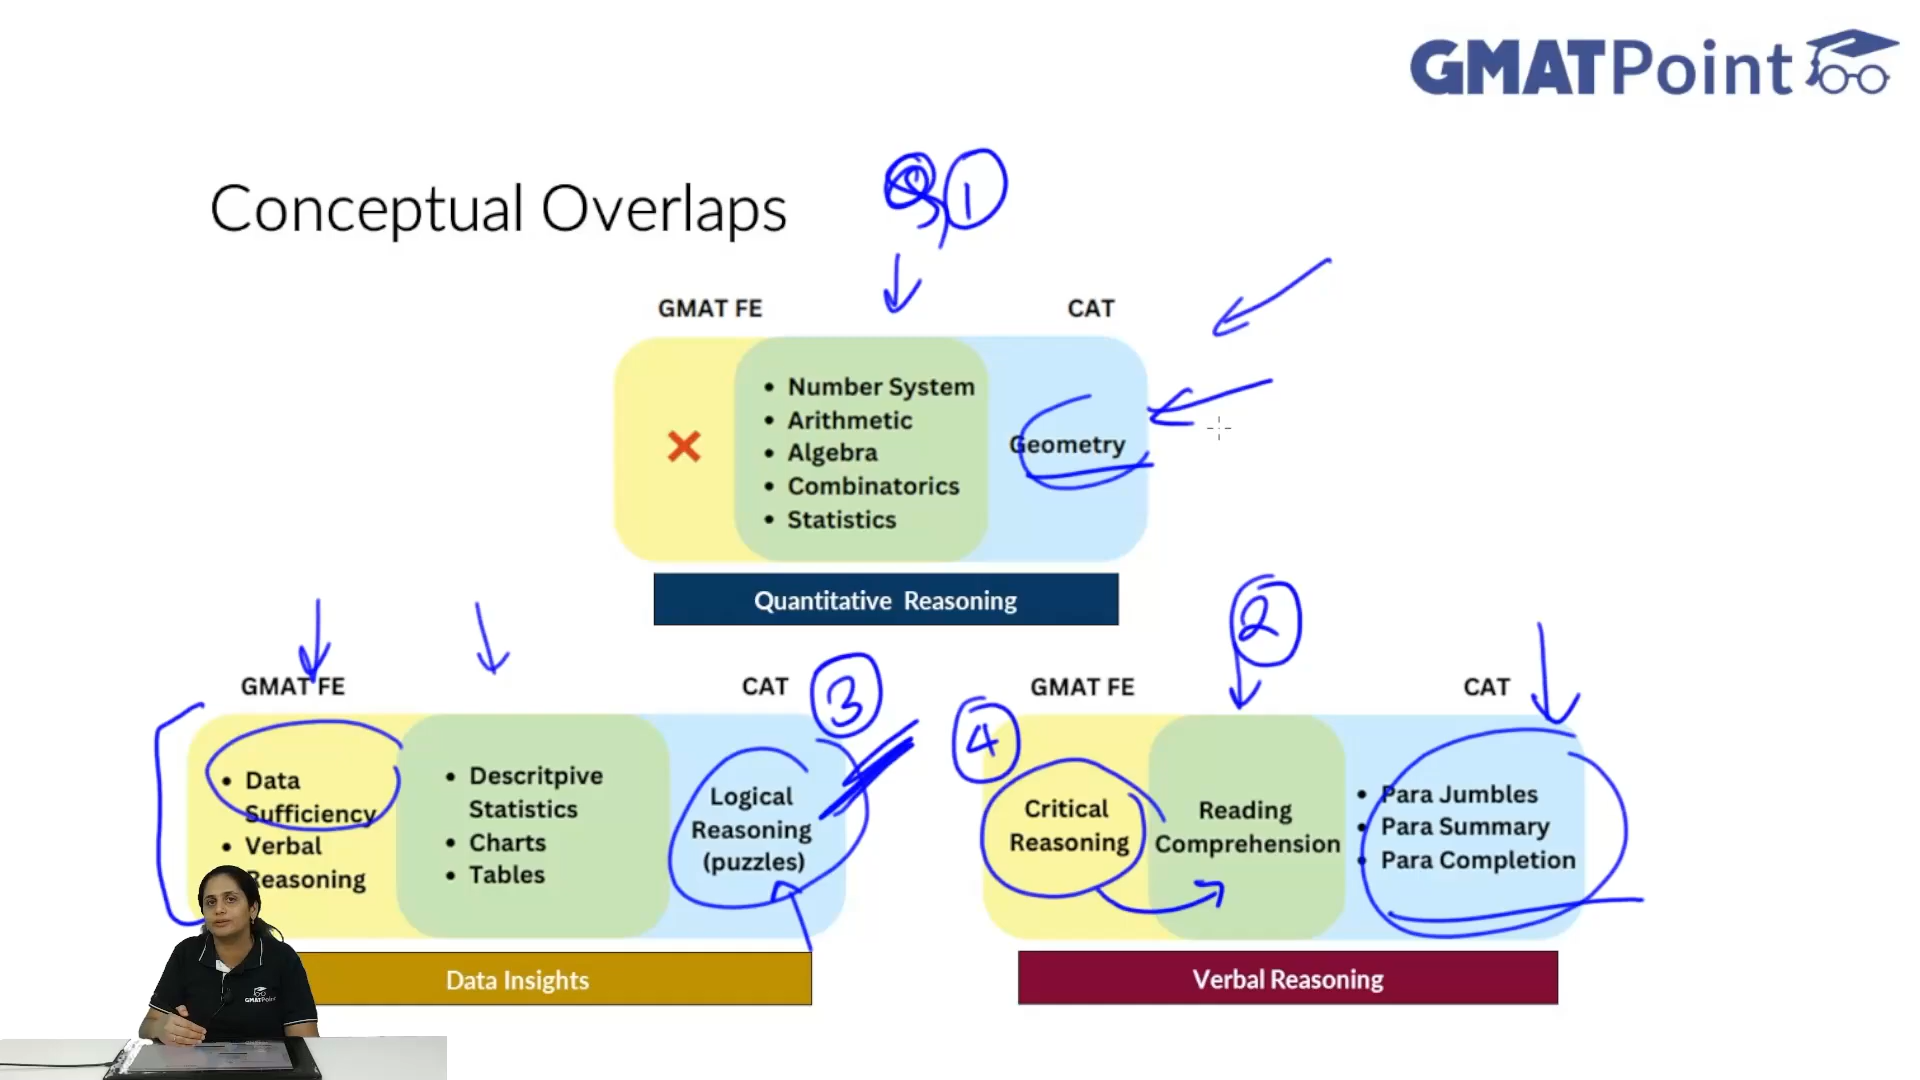 GMATPoint
Conceptual Overlaps
1
GMAT FE
CAT
Number System
Arithmetic
Algebra
Combinatorics
Statistics
Geometry
Quantitative Reasoning
GMAT FE
CAT
3
Data
Sufficiency
Verbal
Reasoning
Descritpive
Statistics
Charts
Tables
Logical
Reasoning
(puzzles)
Data Insights
2
GMAT FE
CAT
4
Critical
Reasoning
Reading
Comprehension
Para Jumbles
Para Summary
Para Completion
Verbal Reasoning
GMATPoint